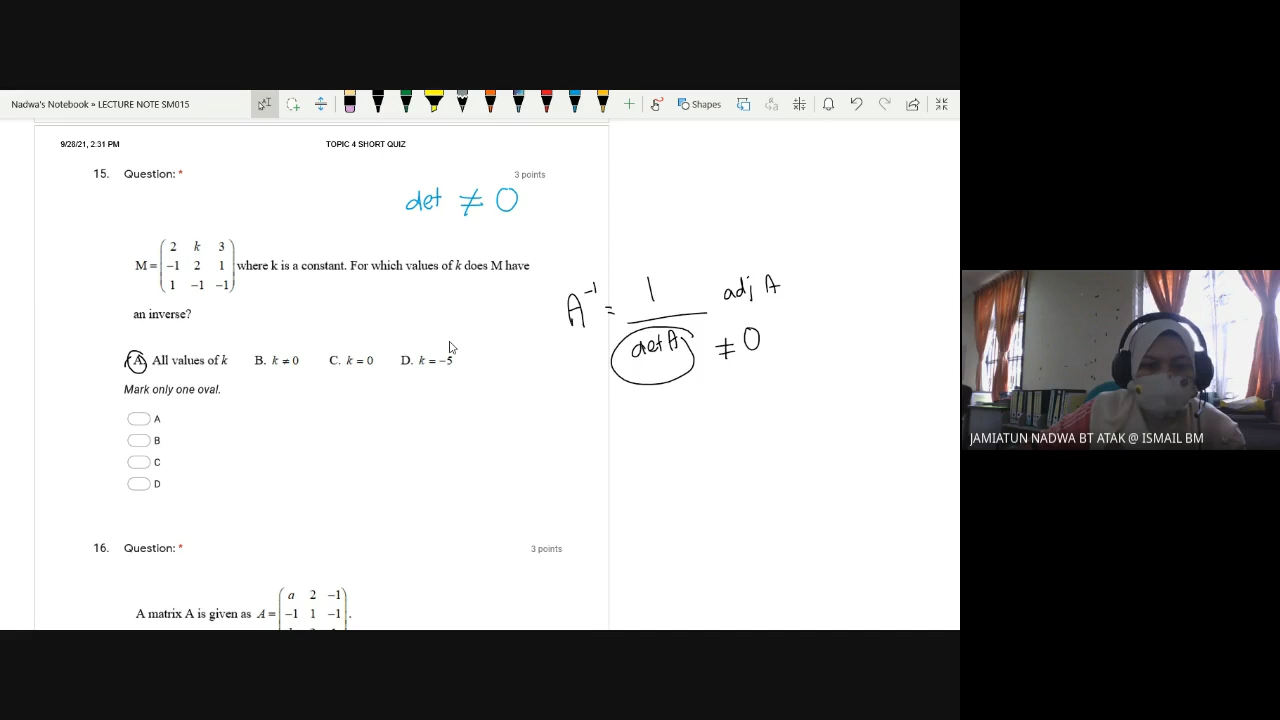 Nadwa's Notebook » LECTURE NOTE SM015
Shapes
9/28/21, 2:31 PM
TOPIC 4 SHORT QUIZ
15. Question: *
3 points
det ≠ 0
M = ( 2 k 3
−1 2 1
1 −1 −1 ) where k is a constant. For which values of k does M have
an inverse?
A⁻¹ = 1 / det A adj A
≠ 0
A. All values of k B. k ≠ 0 C. k = 0 D. k = −5
Mark only one oval.
A
B
C
D
16. Question: *
3 points
A matrix A is given as A = ( a 2 −1
−1 1 −1 ) .
JAMIATUN NADWA BT ATAK @ ISMAIL BM